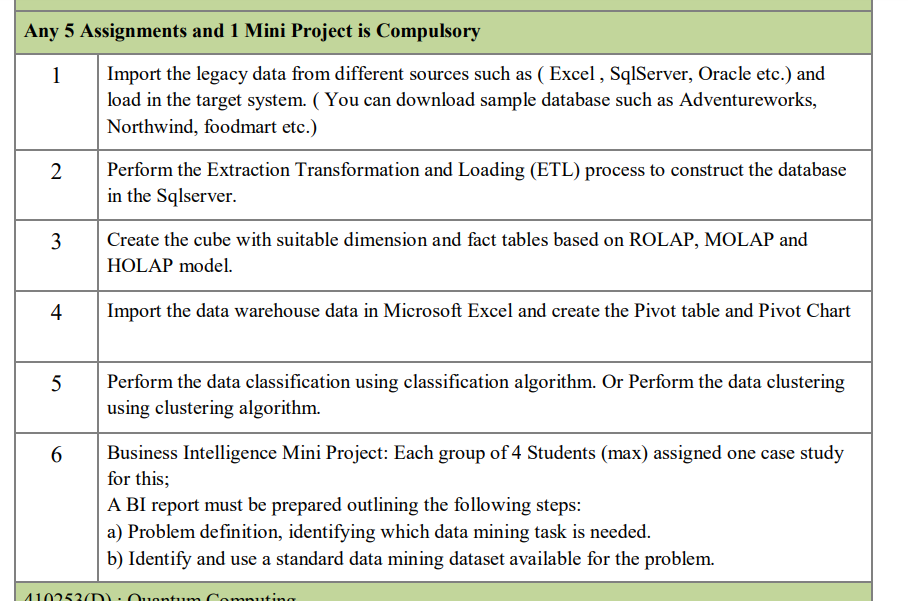 Any 5 Assignments and 1 Mini Project is Compulsory
1
Import the legacy data from different sources such as ( Excel , SqlServer, Oracle etc.) and
load in the target system. ( You can download sample database such as Adventureworks,
Northwind, foodmart etc.)
2
Perform the Extraction Transformation and Loading (ETL) process to construct the database
in the Sqlserver.
3
Create the cube with suitable dimension and fact tables based on ROLAP, MOLAP and
HOLAP model.
4
Import the data warehouse data in Microsoft Excel and create the Pivot table and Pivot Chart
5
Perform the data classification using classification algorithm. Or Perform the data clustering
using clustering algorithm.
6
Business Intelligence Mini Project: Each group of 4 Students (max) assigned one case study
for this;
A BI report must be prepared outlining the following steps:
a) Problem definition, identifying which data mining task is needed.
b) Identify and use a standard data mining dataset available for the problem.
410253(D) : Quantum Computing